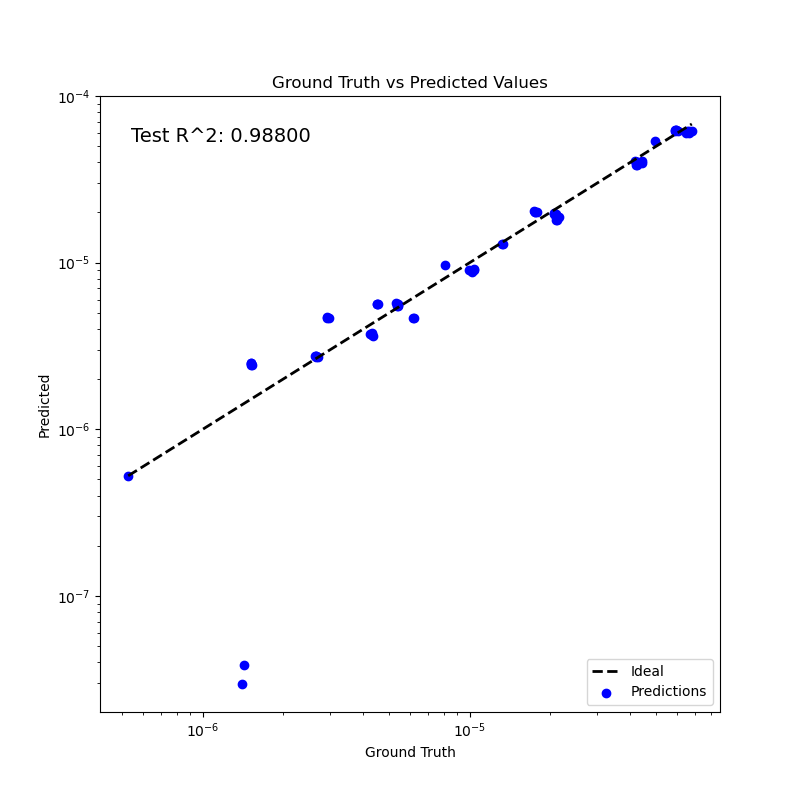 Ground Truth vs Predicted Values
Test R^2: 0.98800
10⁻⁴
10⁻⁵
10⁻⁶
10⁻⁷
Predicted
10⁻⁶
10⁻⁵
Ground Truth
Ideal
Predictions